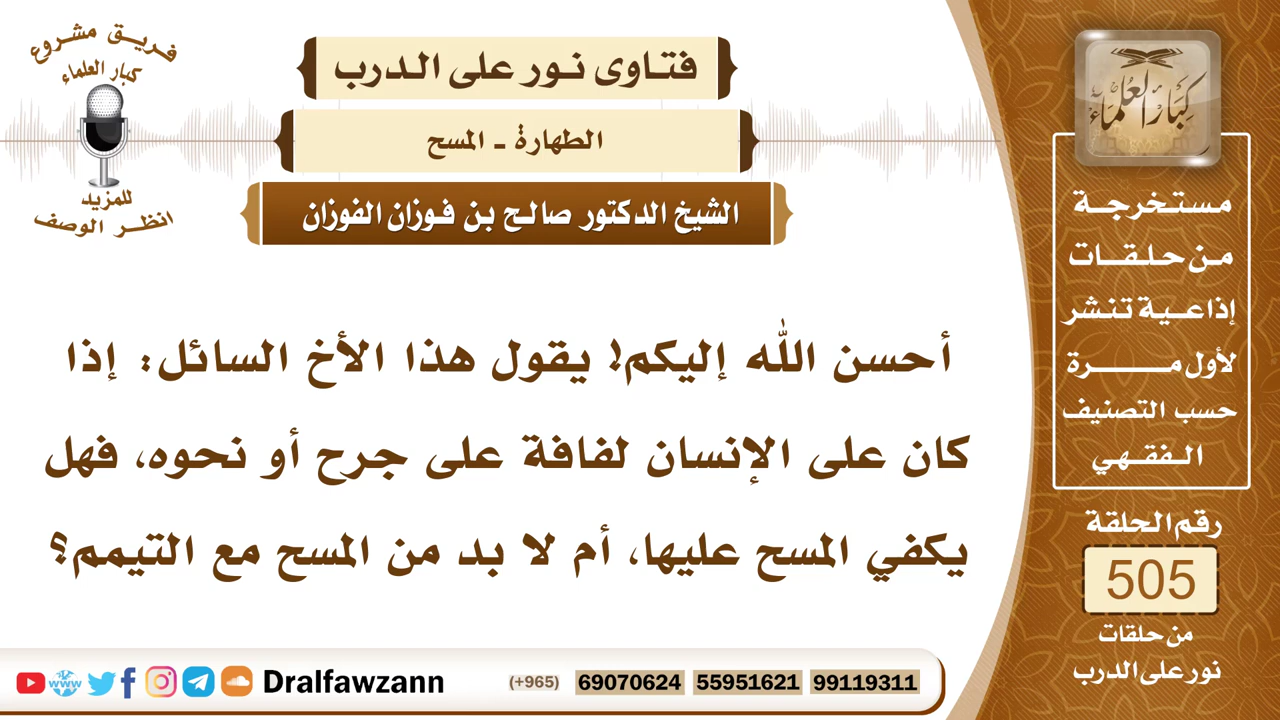 فريق مشروع
كبار العلماء
للمزيد
انظر الوصف
فتاوى نور على الدرب
الطهارة - المسح
الشيخ الدكتور صالح بن فوزان الفوزان
أحسن الله إليكم! يقول هذا الأخ السائل: إذا
كان على الإنسان لفافة على جرح أو نحوه، فهل
يكفي المسح عليها، أم لا بد من المسح مع التيمم؟
كبار العلماء
مستخرجة
من حلقات
إذاعية تنشر
لأول مرة
حسب التصنيف
الفقهي
رقم الحلقة
505
من حلقات
نور على الدرب
www
Dralfawzann
(+965) 69070624 55951621 99119311